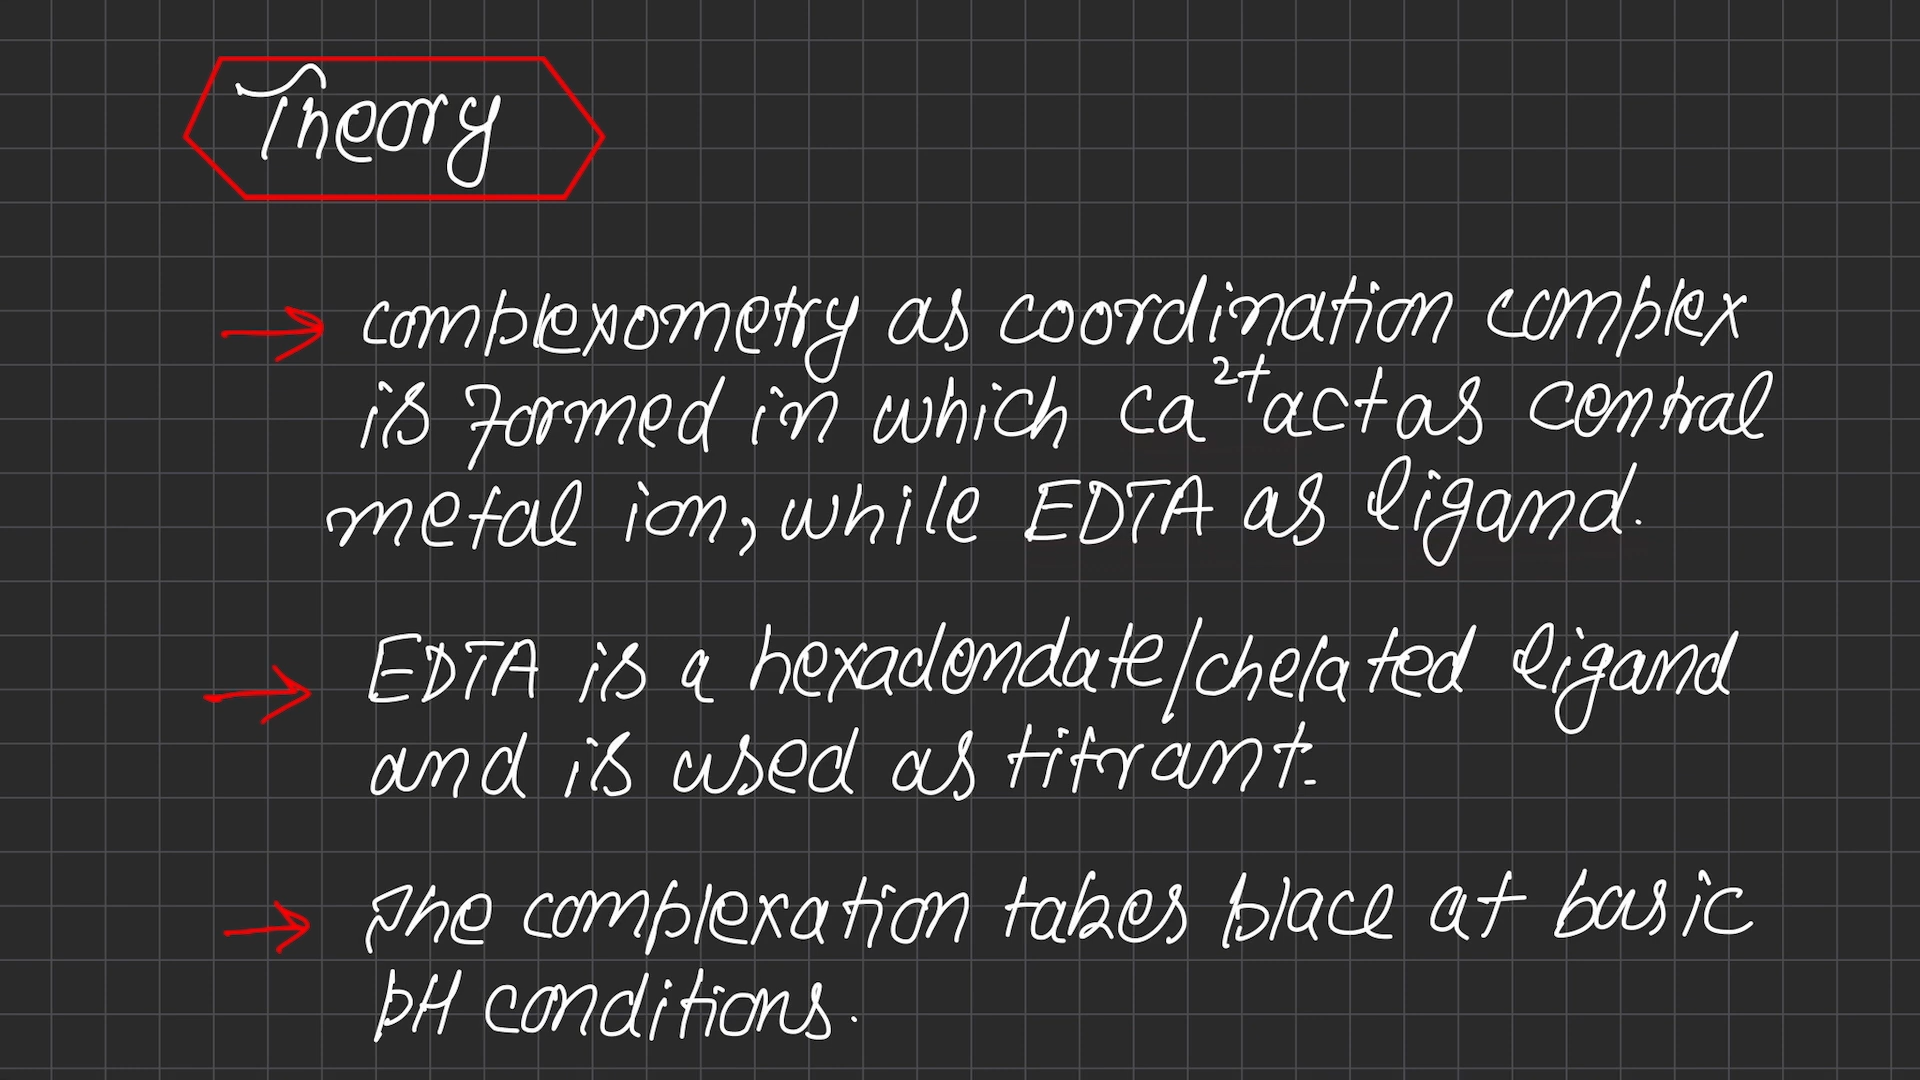 Theory
→ complexometry as coordination complex
is formed in which ca²⁺ act as central
metal ion, while EDTA as ligand.
→ EDTA is a hexadendate/chelated ligand
and is used as titrant.
→ The complexation takes place at basic
pH conditions.